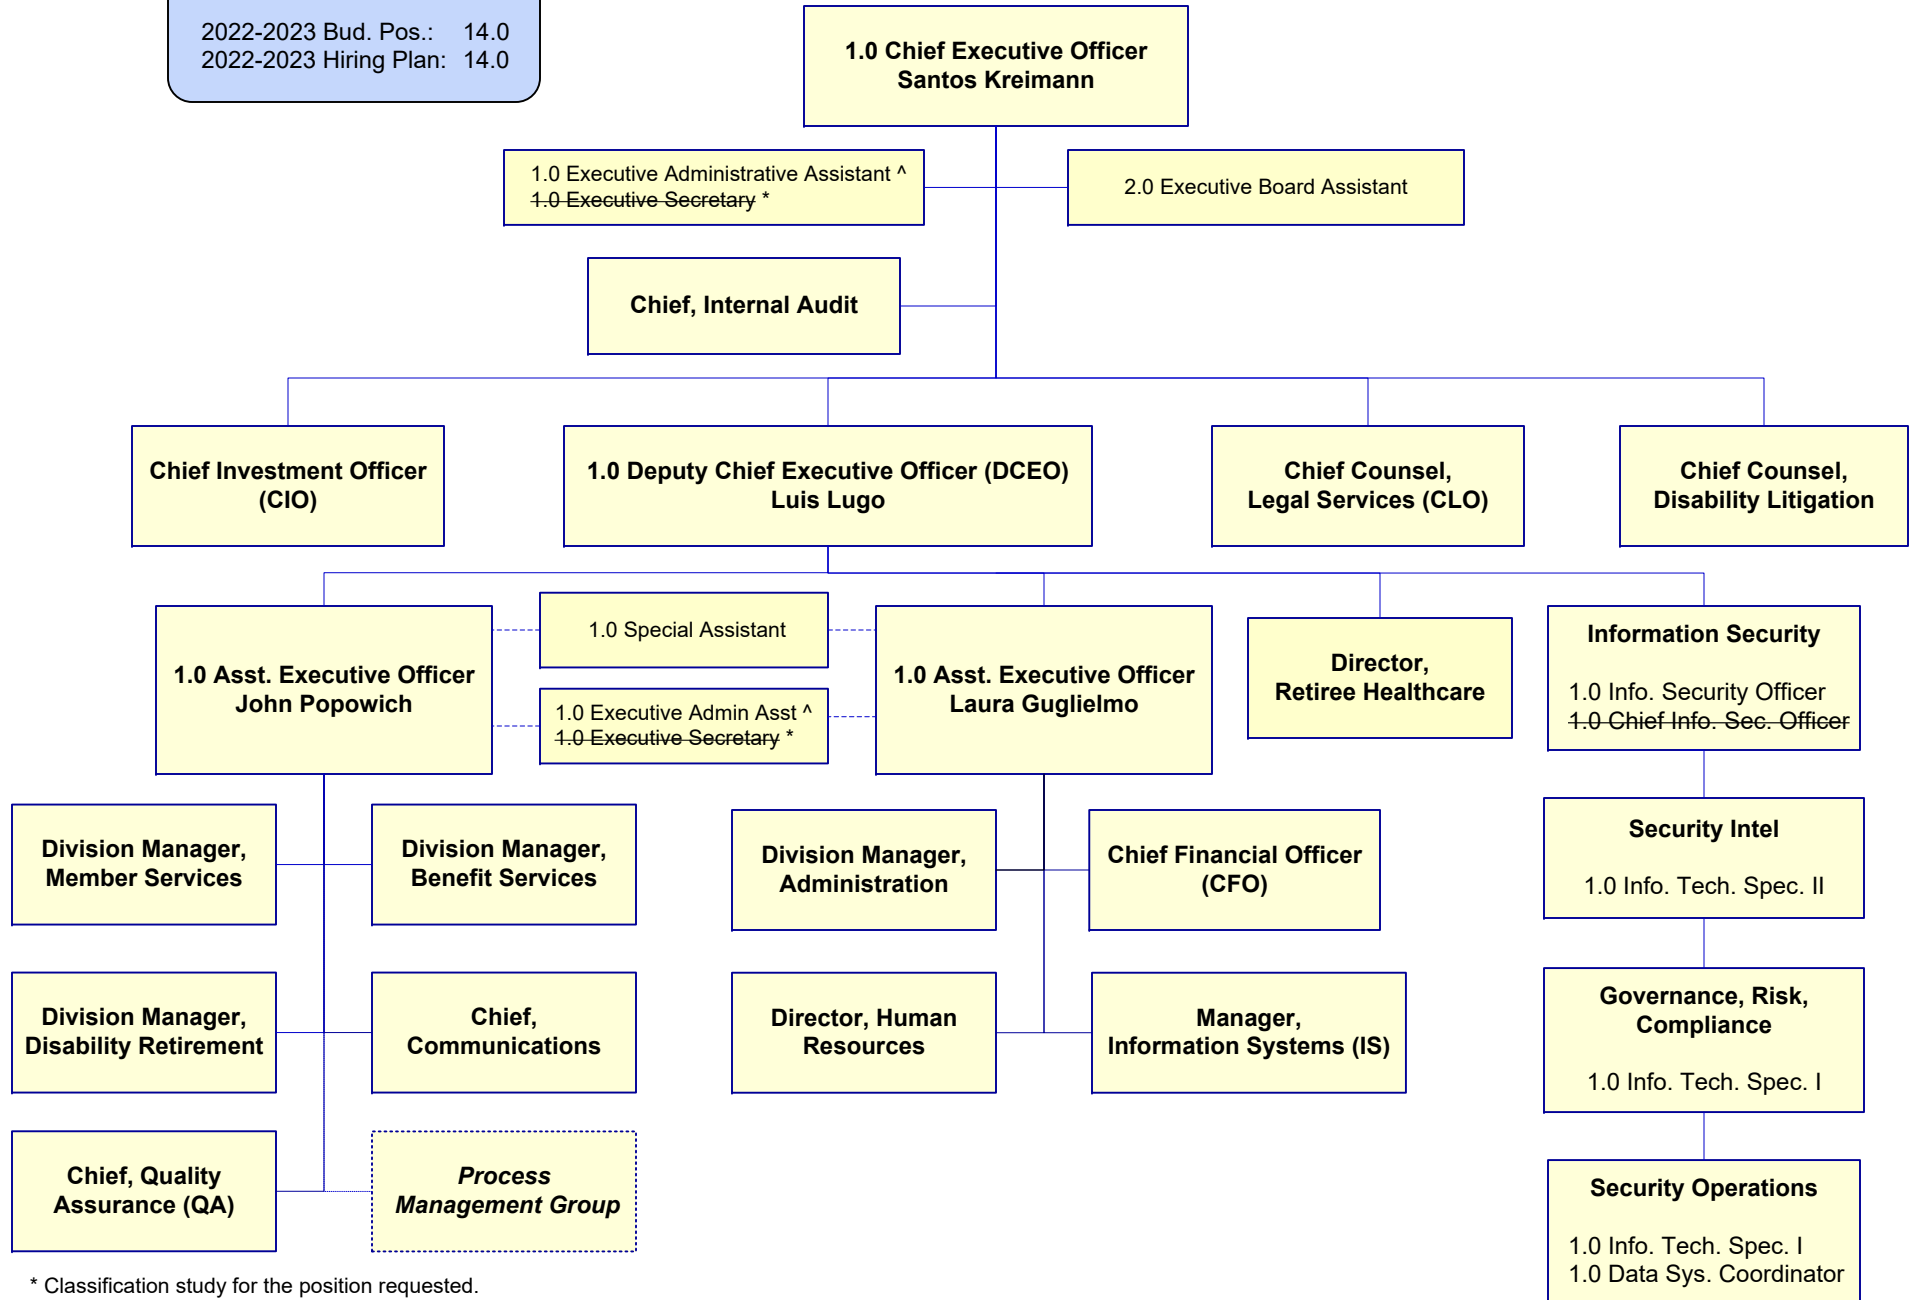 2022-2023 Bud. Pos.: 14.0
2022-2023 Hiring Plan: 14.0
1.0 Chief Executive Officer
Santos Kreimann
1.0 Executive Administrative Assistant ^
1.0 Executive Secretary *
2.0 Executive Board Assistant
Chief, Internal Audit
Chief Investment Officer
(CIO)
1.0 Deputy Chief Executive Officer (DCEO)
Luis Lugo
Chief Counsel,
Legal Services (CLO)
Chief Counsel,
Disability Litigation
1.0 Asst. Executive Officer
John Popowich
1.0 Special Assistant
1.0 Executive Admin Asst ^
1.0 Executive Secretary *
1.0 Asst. Executive Officer
Laura Guglielmo
Director,
Retiree Healthcare
Information Security
1.0 Info. Security Officer
1.0 Chief Info. Sec. Officer
Division Manager,
Member Services
Division Manager,
Benefit Services
Division Manager,
Administration
Chief Financial Officer
(CFO)
Security Intel
1.0 Info. Tech. Spec. II
Division Manager,
Disability Retirement
Chief,
Communications
Director, Human
Resources
Manager,
Information Systems (IS)
Governance, Risk,
Compliance
1.0 Info. Tech. Spec. I
Chief, Quality
Assurance (QA)
Process
Management Group
Security Operations
1.0 Info. Tech. Spec. I
1.0 Data Sys. Coordinator
* Classification study for the position requested.